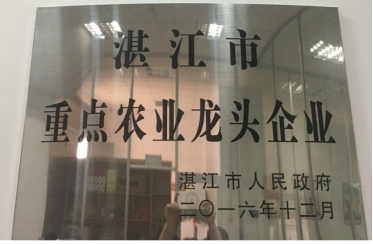 湛江市
重点农业龙头企业
湛江市人民政府
二〇一六年十二月